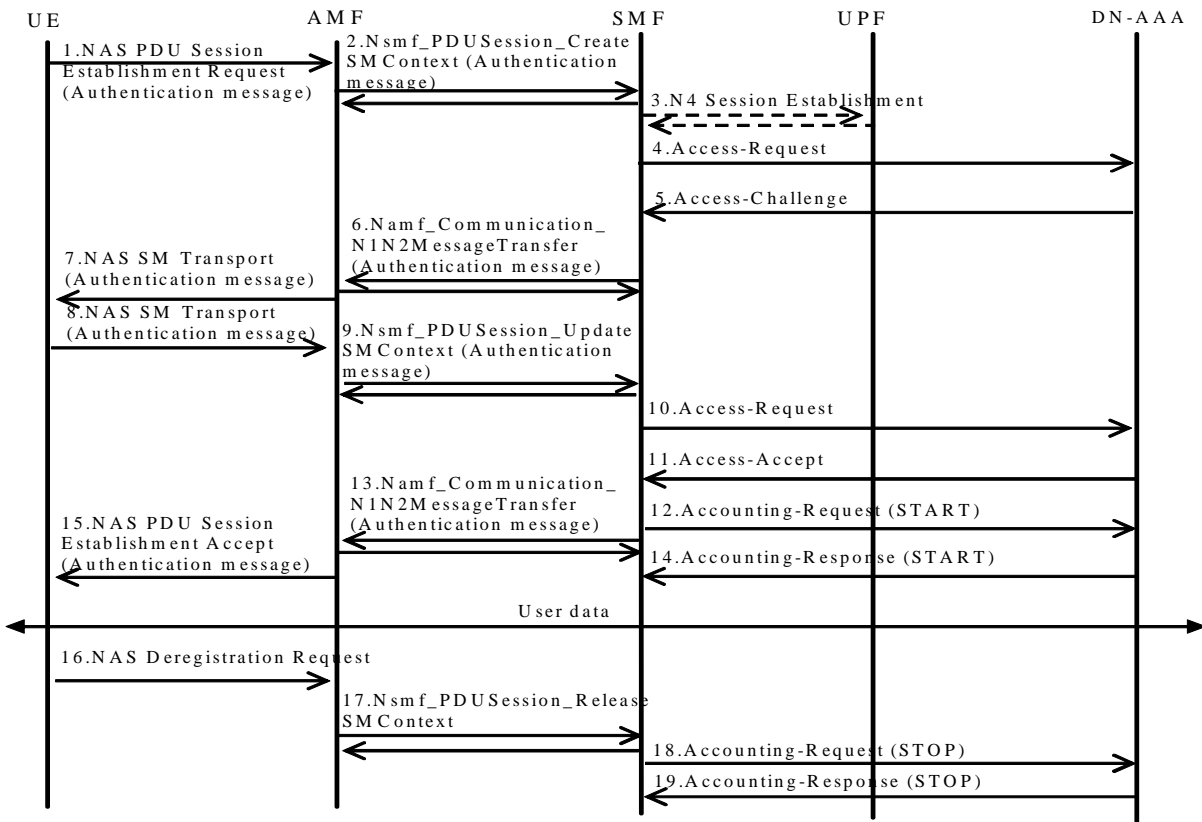 UE
AMF
SMF
UPF
DN-AAA
1.NAS PDU Session
Establishment Request
(Authentication message)
2.Nsmf_PDUSession_Create
SMContext (Authentication
message)
3.N4 Session Establishment
4.Access-Request
5.Access-Challenge
6.Namf_Communication_
N1N2MessageTransfer
(Authentication message)
7.NAS SM Transport
(Authentication message)
8.NAS SM Transport
(Authentication message)
9.Nsmf_PDUSession_Update
SMContext (Authentication
message)
10.Access-Request
11.Access-Accept
13.Namf_Communication_
N1N2MessageTransfer
(Authentication message)
12.Accounting-Request (START)
15.NAS PDU Session
Establishment Accept
(Authentication message)
14.Accounting-Response (START)
User data
16.NAS Deregistration Request
17.Nsmf_PDUSession_Release
SMContext
18.Accounting-Request (STOP)
19.Accounting-Response (STOP)